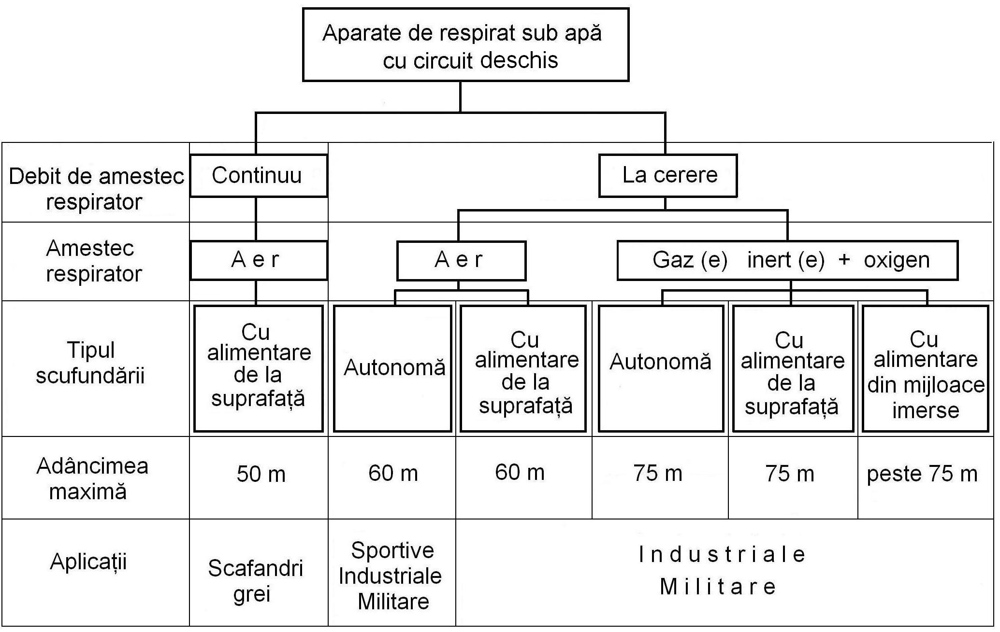 Aparate de respirat sub apă
cu circuit deschis
Debit de amestec
respirator
Continuu
La cerere
Amestec
respirator
A e r
A e r
Gaz (e) inert (e) + oxigen
Tipul
scufundării
Cu
alimentare
de la
suprafață
Autonomă
Cu
alimentare
de la
suprafață
Autonomă
Cu
alimentare
de la
suprafață
Cu
alimentare
din mijloace
imerse
Adâncimea
maximă
50 m
60 m
60 m
75 m
75 m
peste 75 m
Aplicații
Scafandri
grei
Sportive
Industriale
Militare
I n d u s t r i a l e
M i l i t a r e